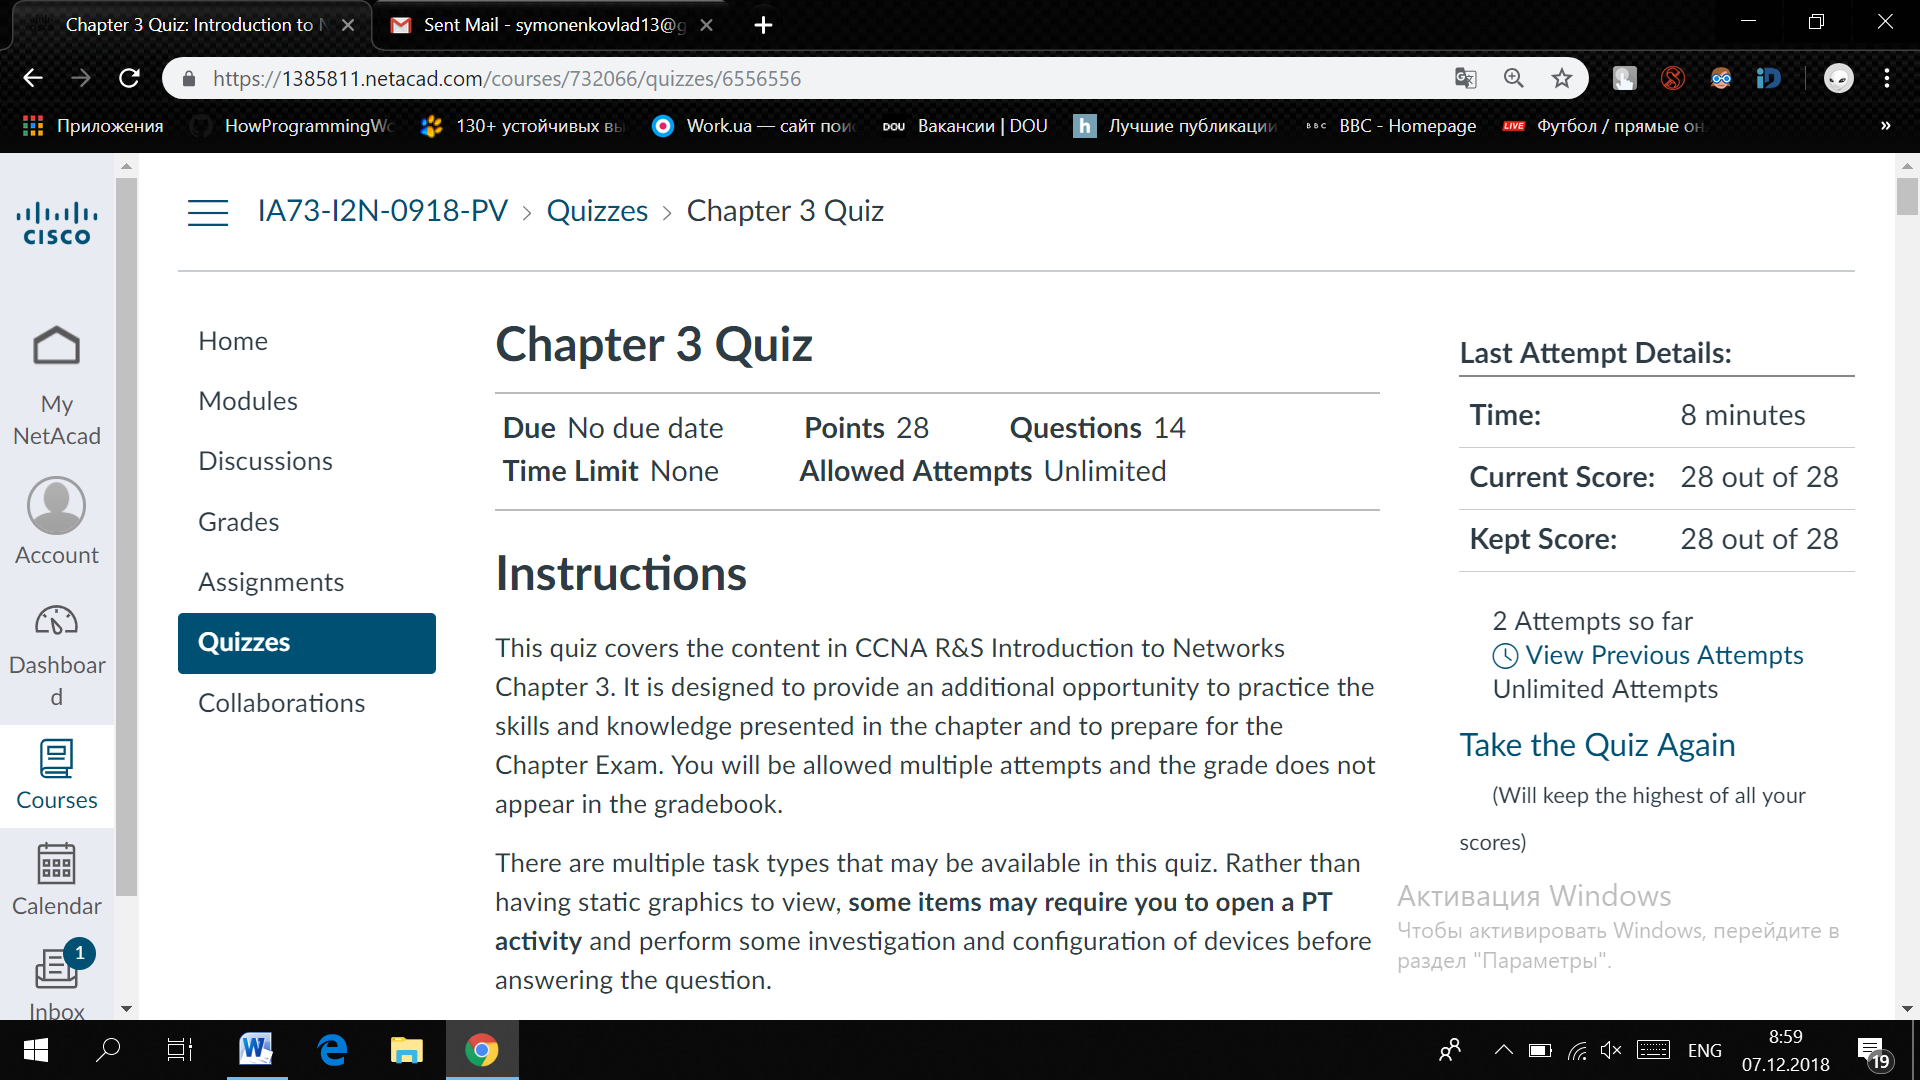 Chapter 3 Quiz: Introduction to N
Sent Mail - symonenkovlad13@g
https://1385811.netacad.com/courses/732066/quizzes/6556556
Приложения
HowProgrammingWo
130+ устойчивых вы
Work.ua — сайт пои
DOU Вакансии | DOU
h Лучшие публикации
BBC BBC - Homepage
LIVE Футбол / прямые он
»
CISCO
IA73-I2N-0918-PV > Quizzes > Chapter 3 Quiz
My
NetAcad
Account
Dashboar
d
Courses
Calendar
1
Inbox
Home
Modules
Discussions
Grades
Assignments
Quizzes
Collaborations
Chapter 3 Quiz
Due No due date Points 28 Questions 14
Time Limit None Allowed Attempts Unlimited
Instructions
This quiz covers the content in CCNA R&S Introduction to Networks
Chapter 3. It is designed to provide an additional opportunity to practice the
skills and knowledge presented in the chapter and to prepare for the
Chapter Exam. You will be allowed multiple attempts and the grade does not
appear in the gradebook.
There are multiple task types that may be available in this quiz. Rather than
having static graphics to view, some items may require you to open a PT
activity and perform some investigation and configuration of devices before
answering the question.
Last Attempt Details:
Time: 8 minutes
Current Score: 28 out of 28
Kept Score: 28 out of 28
2 Attempts so far
View Previous Attempts
Unlimited Attempts
Take the Quiz Again
(Will keep the highest of all your
scores)
Активация Windows
Чтобы активировать Windows, перейдите в
раздел "Параметры".
ENG
8:59
07.12.2018
19